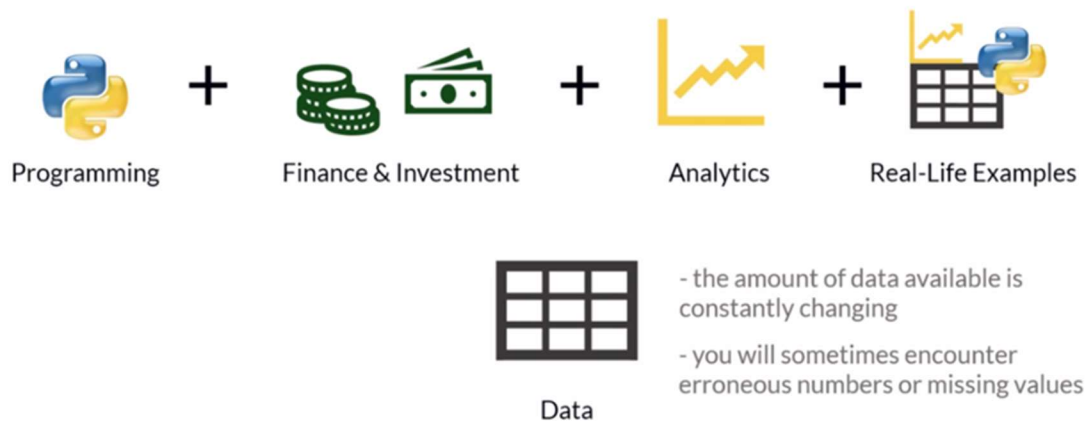 Programming
Finance & Investment
Analytics
Real-Life Examples
- the amount of data available is
constantly changing
- you will sometimes encounter
erroneous numbers or missing values
Data